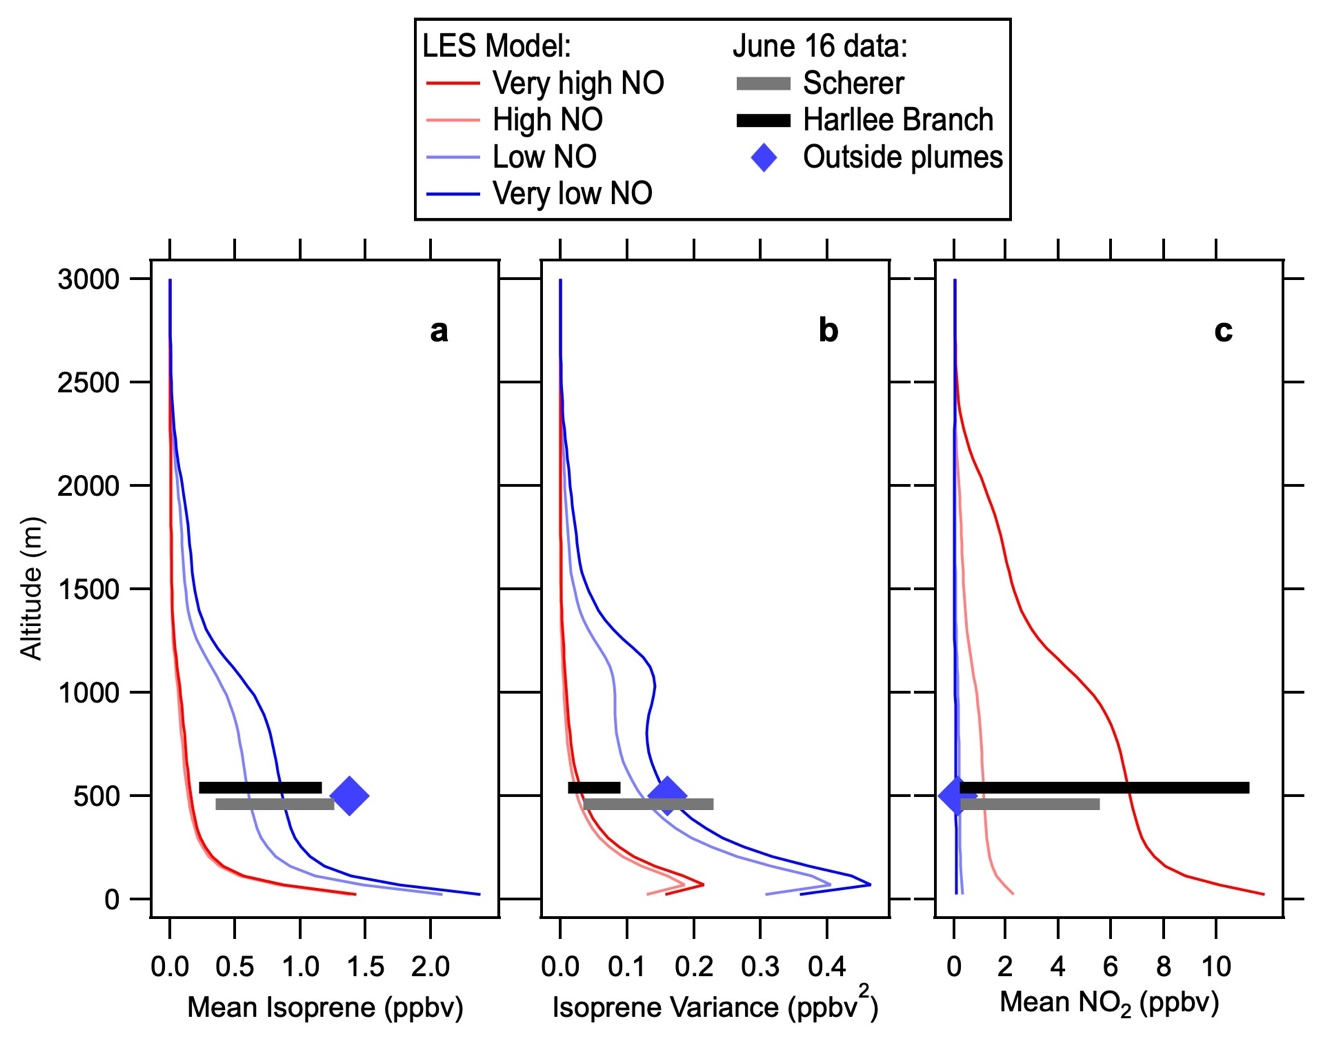 LES Model:
Very high NO
High NO
Low NO
Very low NO
June 16 data:
Scherer
Harllee Branch
Outside plumes
Altitude (m)
3000
2500
2000
1500
1000
500
0
a
0.0 0.5 1.0 1.5 2.0
Mean Isoprene (ppbv)
b
0.0 0.1 0.2 0.3 0.4
Isoprene Variance (ppbv²)
c
0 2 4 6 8 10
Mean NO₂ (ppbv)